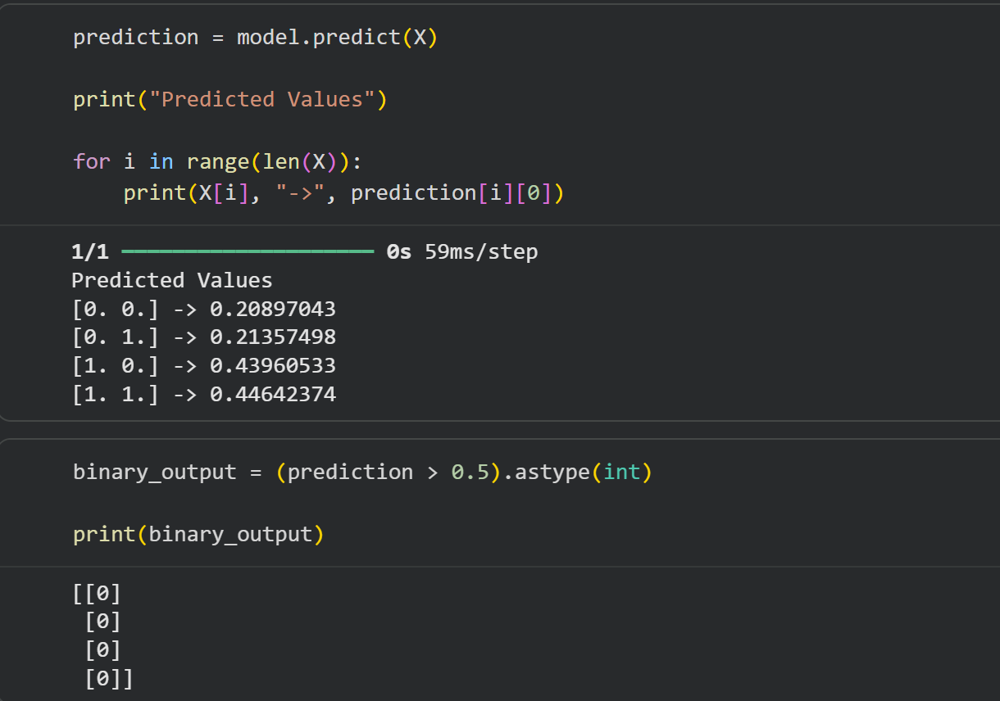 prediction = model.predict(X)
print("Predicted Values")
for i in range(len(X)):
    print(X[i], "->", prediction[i][0])
1/1 ━━━━━━━━━━━━━━━━━━━━ 0s 59ms/step
Predicted Values
[0. 0.] -> 0.20897043
[0. 1.] -> 0.21357498
[1. 0.] -> 0.43960533
[1. 1.] -> 0.44642374
binary_output = (prediction > 0.5).astype(int)
print(binary_output)
[[0]
 [0]
 [0]
 [0]]